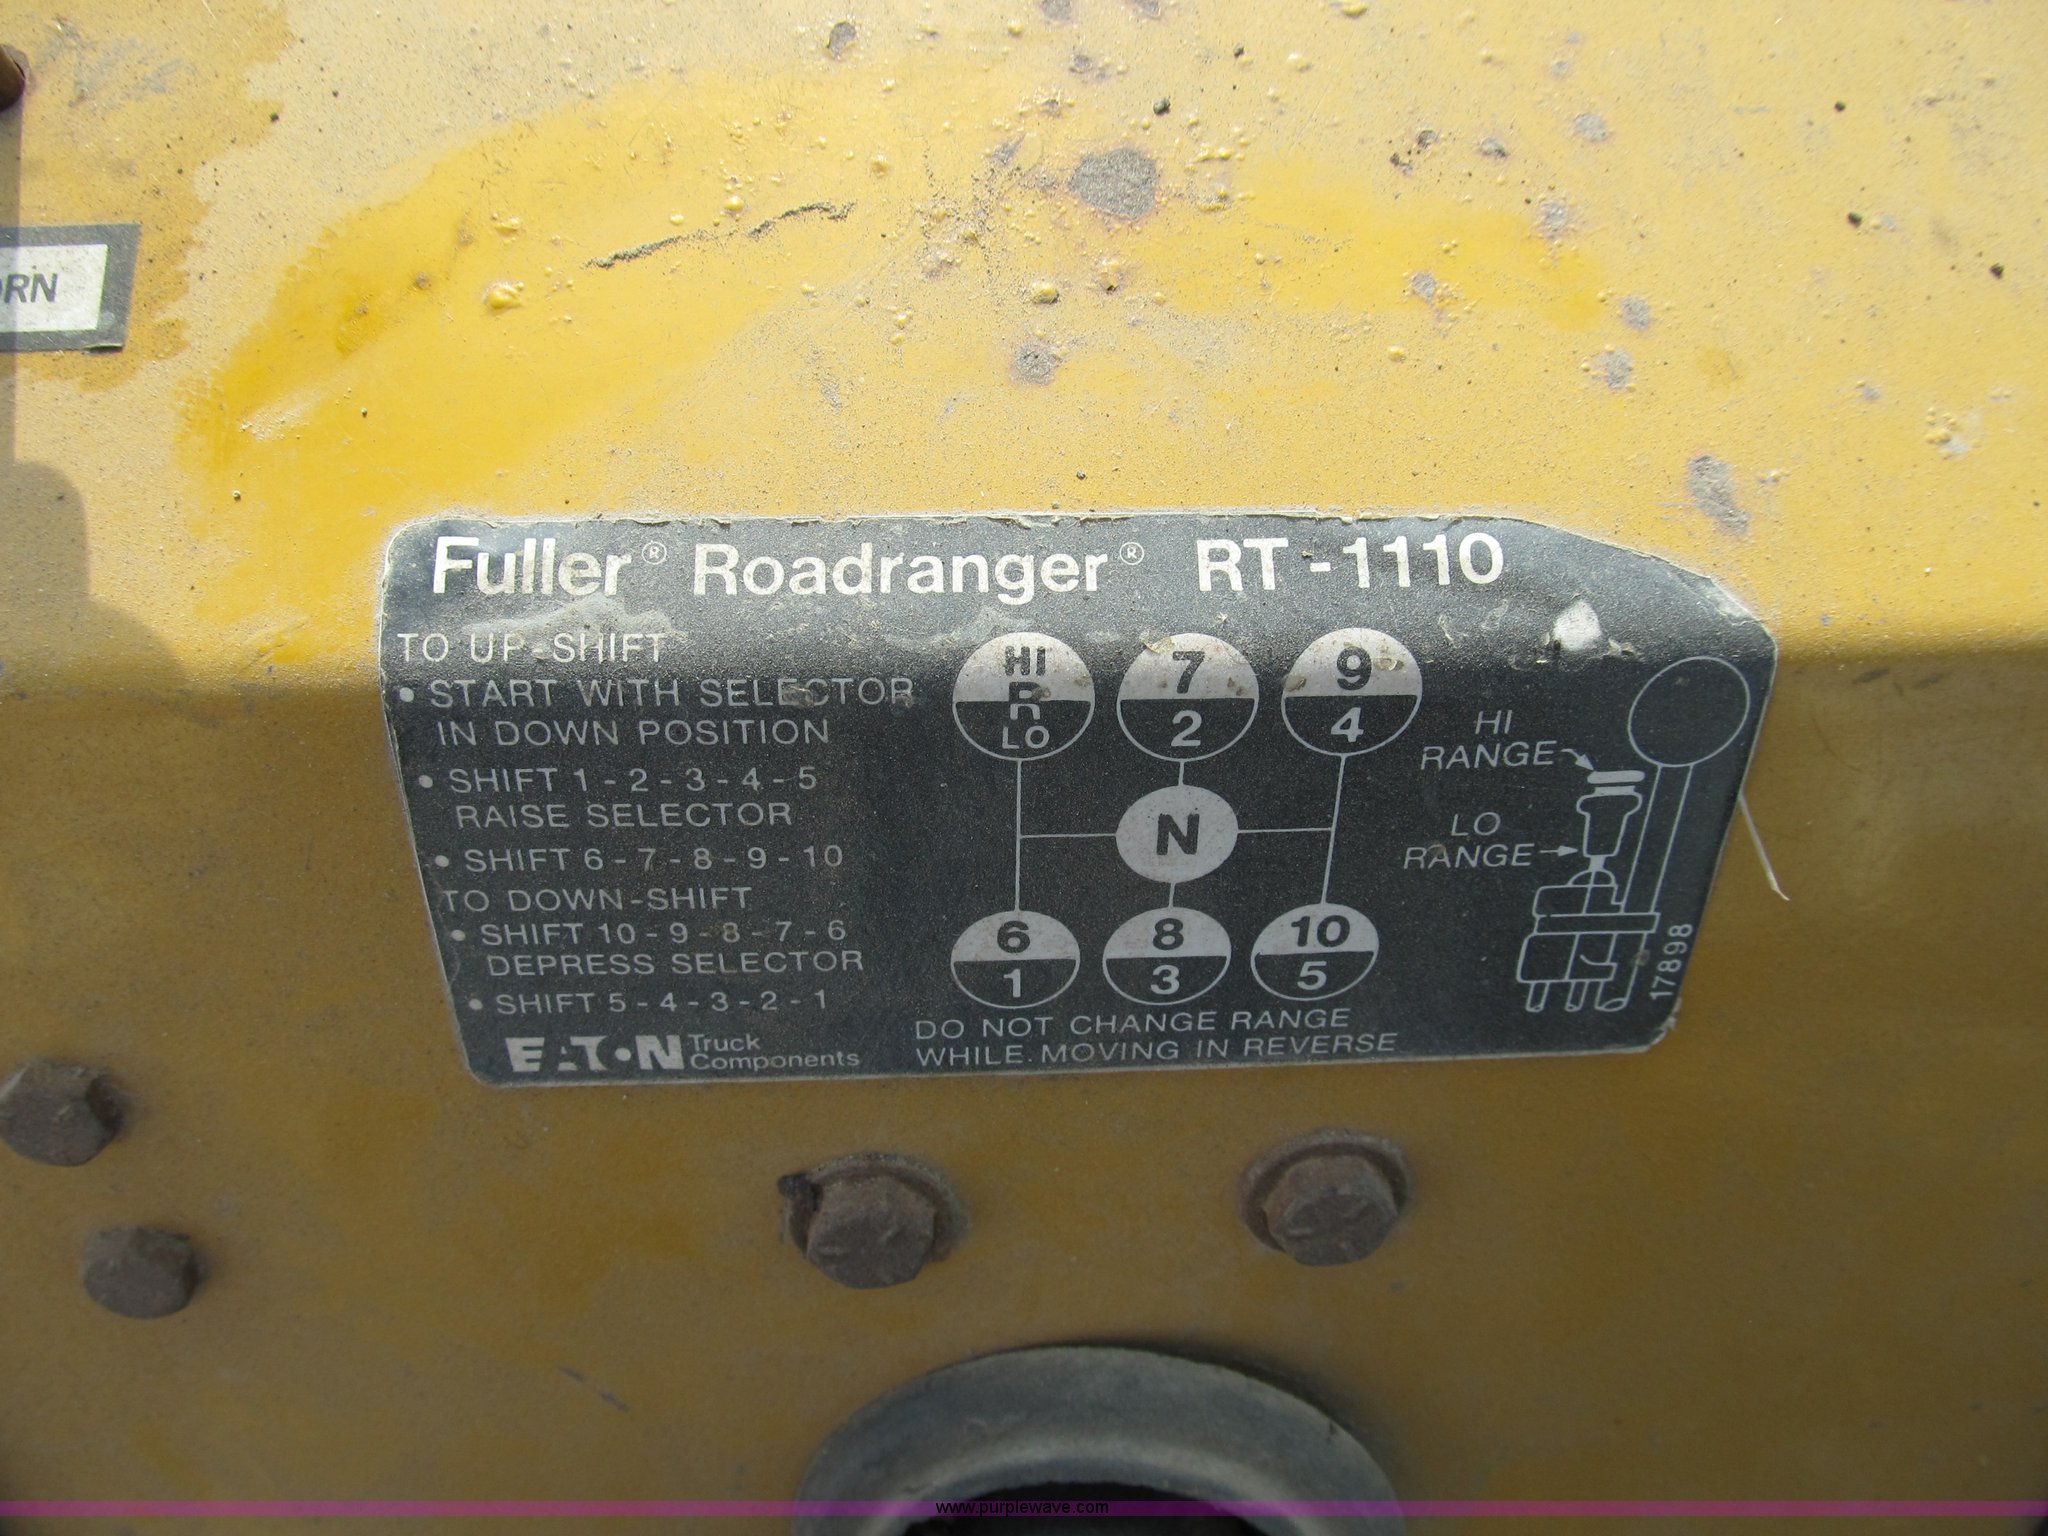 ORN
Fuller® Roadranger® RT-1110
TO UP-SHIFT
• START WITH SELECTOR
IN DOWN POSITION
• SHIFT 1-2-3-4-5
RAISE SELECTOR
• SHIFT 6-7-8-9-10
TO DOWN-SHIFT
• SHIFT 10-9-8-7-6
DEPRESS SELECTOR
• SHIFT 5-4-3-2-1
EATON Truck
Components
HI
R
LO
7
2
9
4
N
6
1
8
3
10
5
DO NOT CHANGE RANGE
WHILE MOVING IN REVERSE
HI
RANGE
LO
RANGE
17898
www.purplewave.com